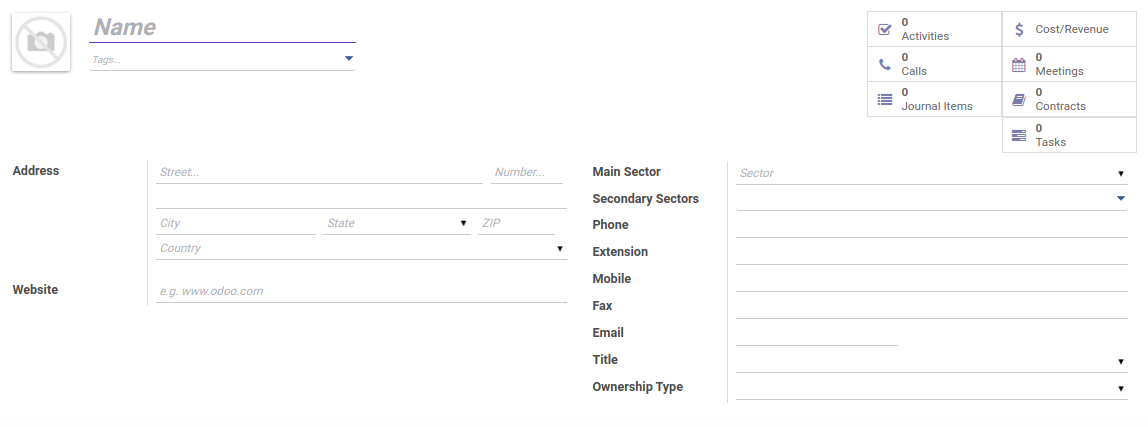 Name
Tags...
0
Activities
Cost/Revenue
0
Calls
0
Meetings
0
Journal Items
0
Contracts
0
Tasks
Address
Street...
Number...
City
State
ZIP
Country
Website
e.g. www.odoo.com
Main Sector
Sector
Secondary Sectors
Phone
Extension
Mobile
Fax
Email
Title
Ownership Type